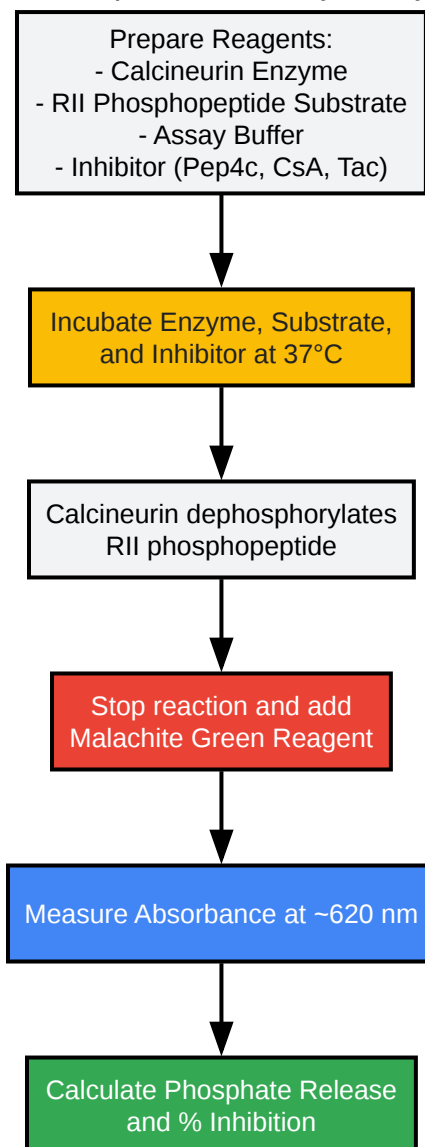 Prepare Reagents:
- Calcineurin Enzyme
- RII Phosphopeptide Substrate
- Assay Buffer
- Inhibitor (Pep4c, CsA, Tac)
Incubate Enzyme, Substrate,
and Inhibitor at 37°C
Calcineurin dephosphorylates
RII phosphopeptide
Stop reaction and add
Malachite Green Reagent
Measure Absorbance at ~620 nm
Calculate Phosphate Release
and % Inhibition